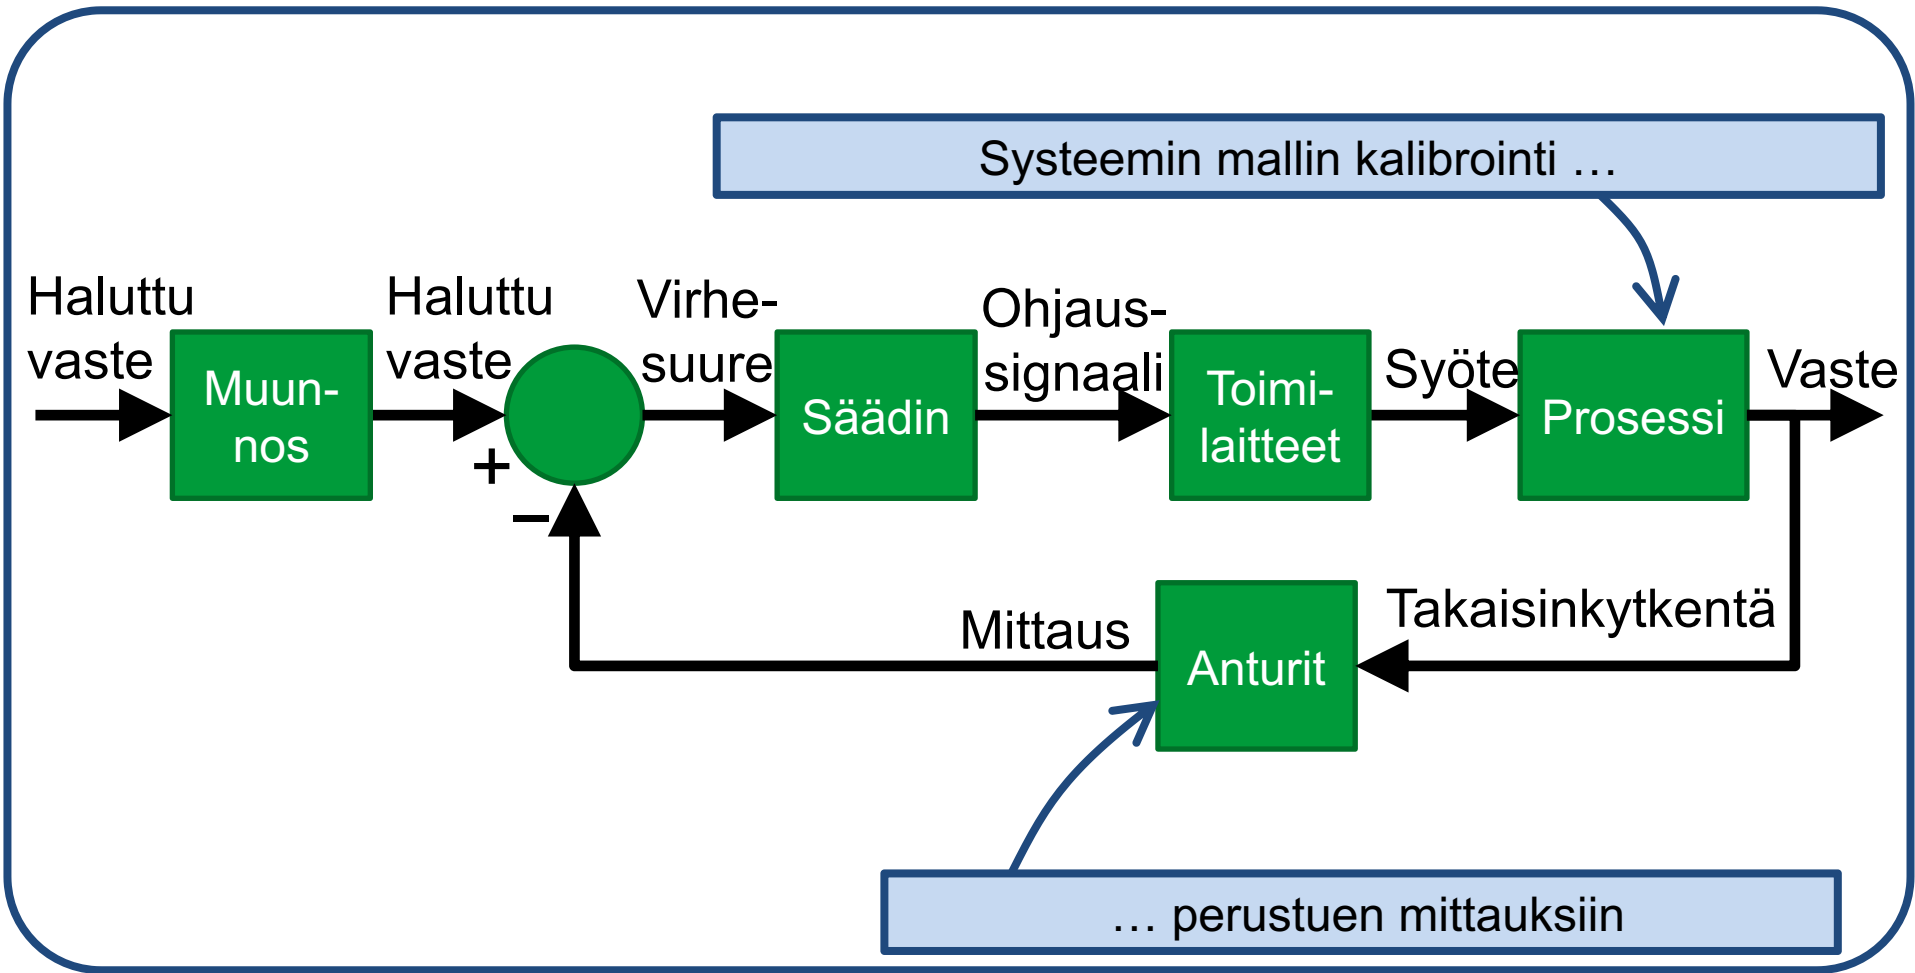 Systeemin mallin kalibrointi …
Haluttu
vaste
Muun-
nos
Haluttu
vaste
+
–
Virhe-
suure
Säädin
Ohjaus-
signaali
Toimi-
laitteet
Syöte
Prosessi
Vaste
Mittaus
Anturit
Takaisinkytkentä
… perustuen mittauksiin